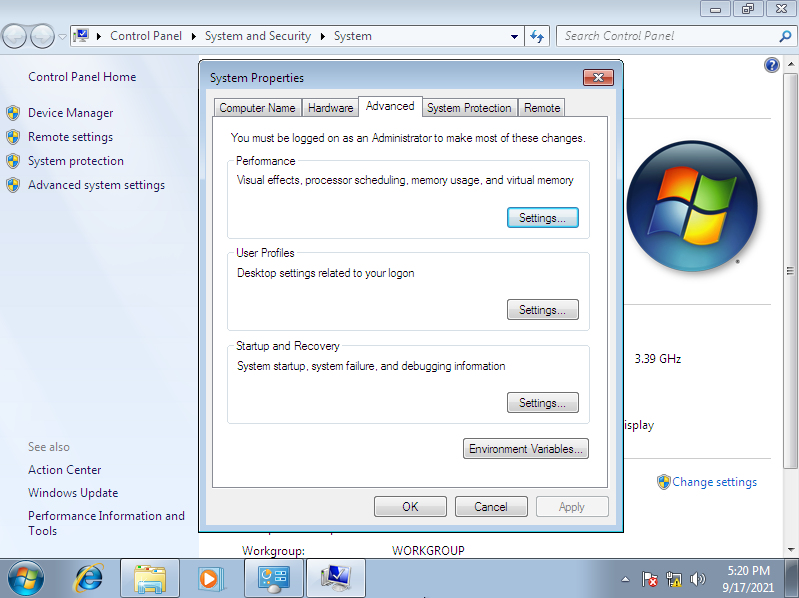 Control Panel
System and Security
System
Search Control Panel
Control Panel Home
Device Manager
Remote settings
System protection
Advanced system settings
See also
Action Center
Windows Update
Performance Information and
Tools
System Properties
Computer Name
Hardware
Advanced
System Protection
Remote
You must be logged on as an Administrator to make most of these changes.
Performance
Visual effects, processor scheduling, memory usage, and virtual memory
Settings...
User Profiles
Desktop settings related to your logon
Settings...
Startup and Recovery
System startup, system failure, and debugging information
Settings...
Environment Variables...
OK
Cancel
Apply
3.39 GHz
isplay
Change settings
Workgroup:
WORKGROUP
5:20 PM
9/17/2021